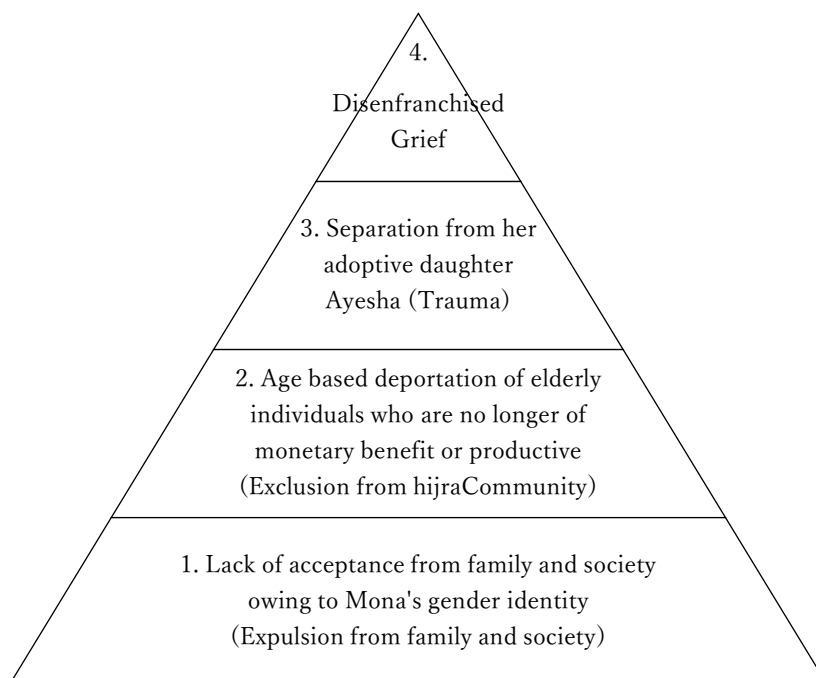 4.
Disenfranchised
Grief
3. Separation from her
adoptive daughter
Ayesha (Trauma)
2. Age based deportation of elderly
individuals who are no longer of
monetary benefit or productive
(Exclusion from hijraCommunity)
1. Lack of acceptance from family and society
owing to Mona's gender identity
(Expulsion from family and society)